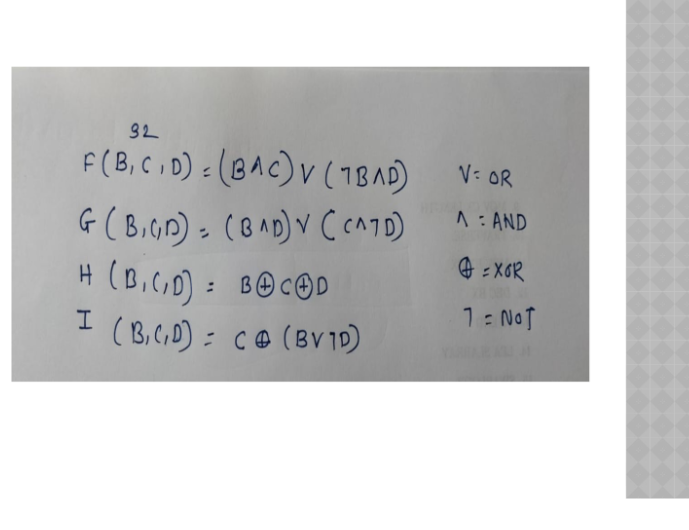 32
F(B, C, D) = (B∧C) ∨ (¬B∧D)
G (B, C, D) = (B∧D) ∨ (C∧¬D)
H (B, C, D) = B⊕C⊕D
I (B, C, D) = C⊕(B∨¬D)
∨ = OR
∧ = AND
⊕ = XOR
¬ = NOT